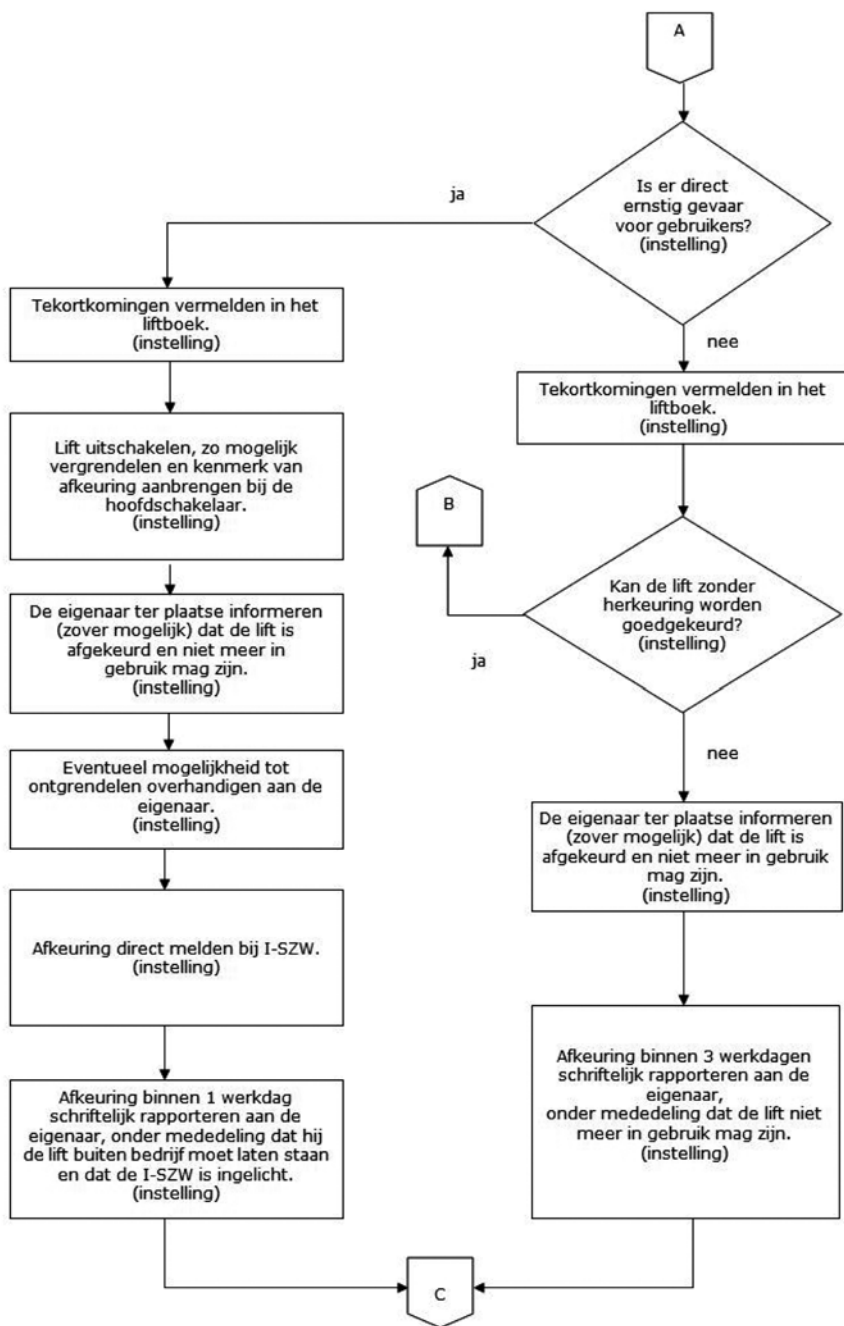 A
Is er direct
ernstig gevaar
voor gebruikers?
(instelling)
ja
nee
Tekortkomingen vermelden in het
liftboek.
(instelling)
Lift uitschakelen, zo mogelijk
vergrendelen en kenmerk van
afkeuring aanbrengen bij de
hoofdschakelaar.
(instelling)
De eigenaar ter plaatse informeren
(zover mogelijk) dat de lift is
afgekeurd en niet meer in
gebruik mag zijn.
(instelling)
Eventueel mogelijkheid tot
ontgrendelen overhandigen aan de
eigenaar.
(instelling)
Afkeuring direct melden bij I-SZW.
(instelling)
Afkeuring binnen 1 werkdag
schriftelijk rapporteren aan de
eigenaar, onder mededeling dat hij
de lift buiten bedrijf moet laten staan
en dat de I-SZW is ingelicht.
(instelling)
Tekortkomingen vermelden in het
liftboek.
(instelling)
B
Kan de lift zonder
herkeuring worden
goedgekeurd?
(instelling)
ja
nee
De eigenaar ter plaatse informeren
(zover mogelijk) dat de lift is
afgekeurd en niet meer in gebruik
mag zijn.
(instelling)
Afkeuring binnen 3 werkdagen
schriftelijk rapporteren aan de
eigenaar,
onder mededeling dat de lift niet
meer in gebruik mag zijn.
(instelling)
C